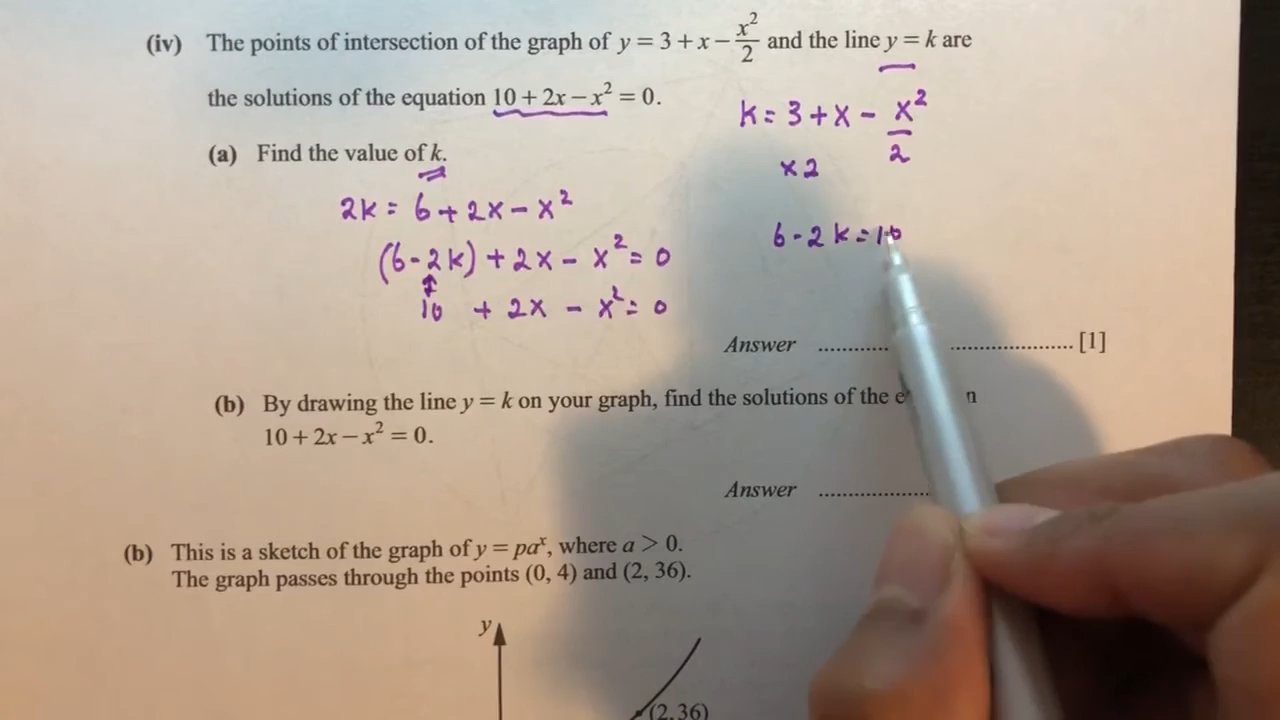 (iv) The points of intersection of the graph of y = 3 + x − x²/2 and the line y = k are
the solutions of the equation 10 + 2x − x² = 0.
k = 3 + x − x²/2
(a) Find the value of k.
× 2
2k = 6 + 2x − x²
6 - 2k = 10
(6 - 2k) + 2x − x² = 0
10 + 2x − x² = 0
Answer ............ ..................... [1]
(b) By drawing the line y = k on your graph, find the solutions of the
10 + 2x − x² = 0.
Answer ...................
(b) This is a sketch of the graph of y = paˣ, where a > 0.
The graph passes through the points (0, 4) and (2, 36).
y
(2, 36)